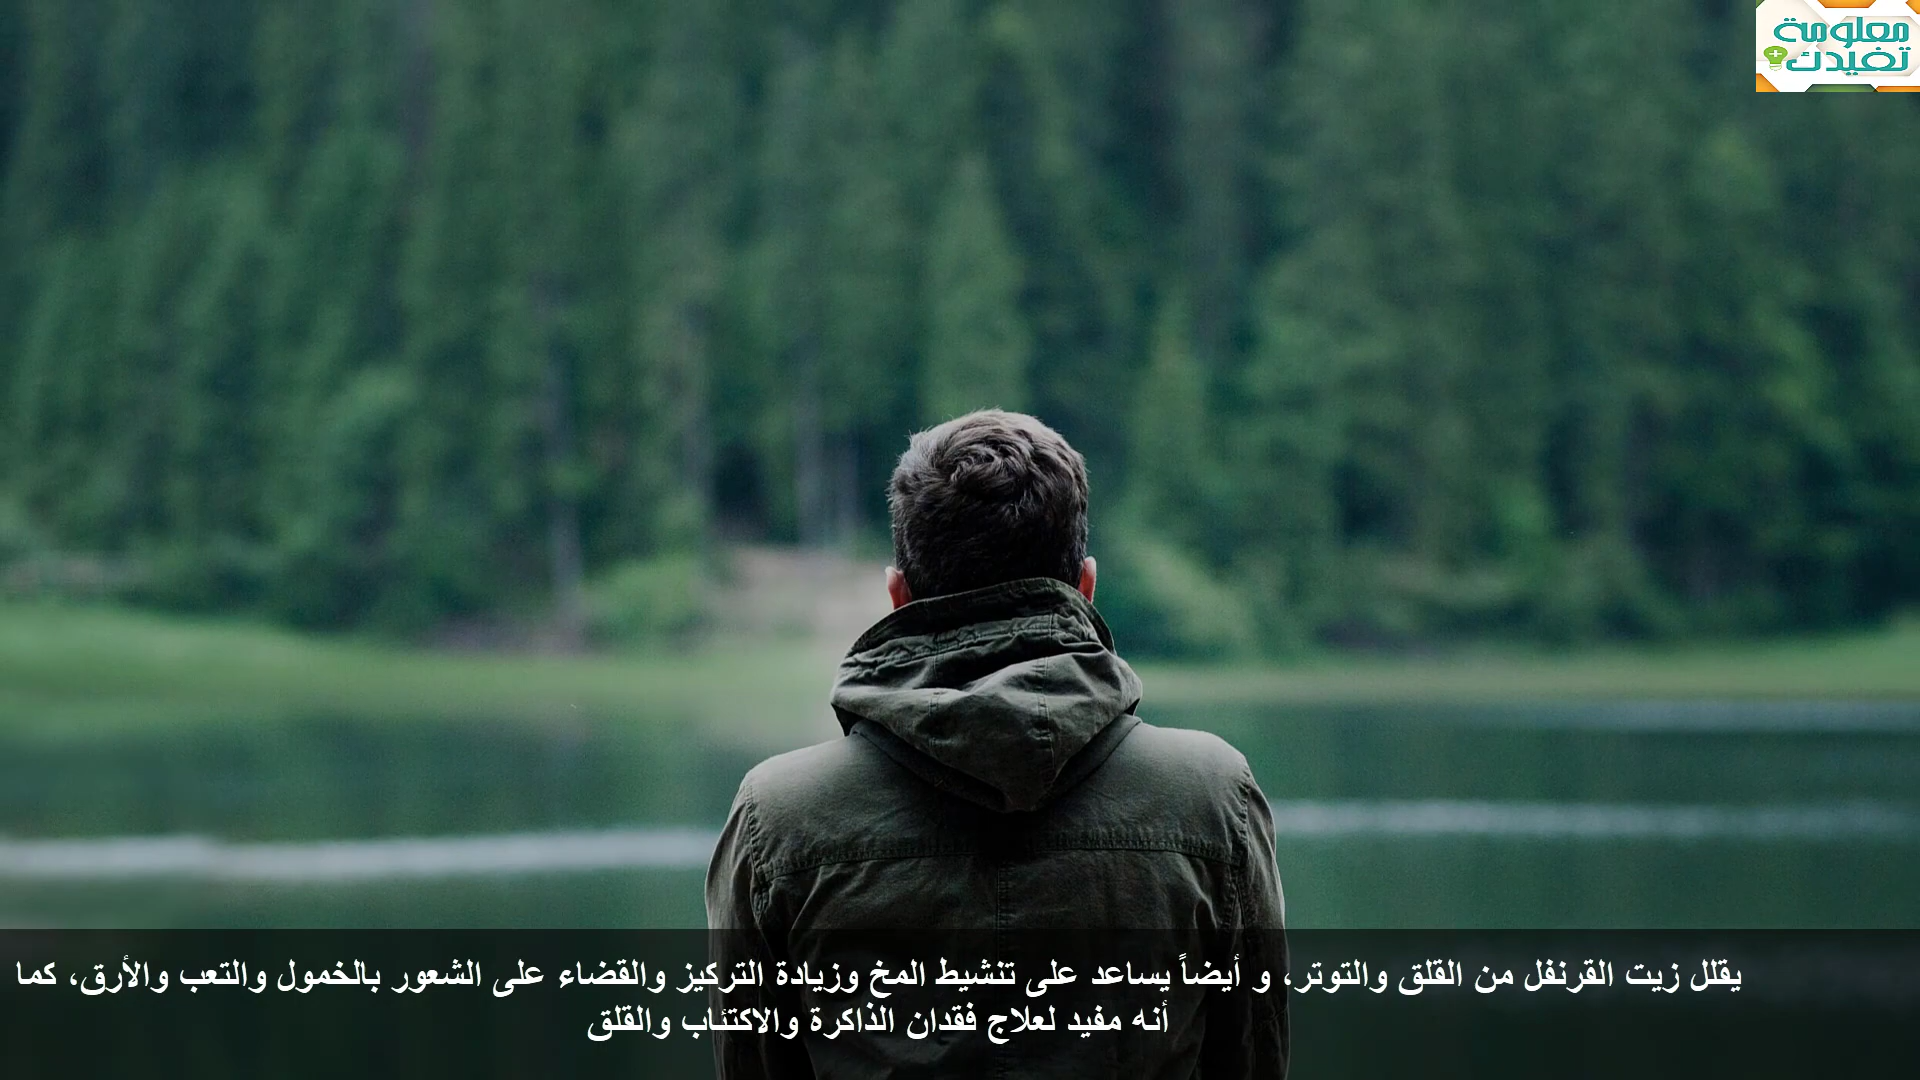 معلومة
تفيدك
يقلل زيت القرنفل من القلق والتوتر، و أيضاً يساعد على تنشيط المخ وزيادة التركيز والقضاء على الشعور بالخمول والتعب والأرق، كما
أنه مفيد لعلاج فقدان الذاكرة والاكتئاب والقلق